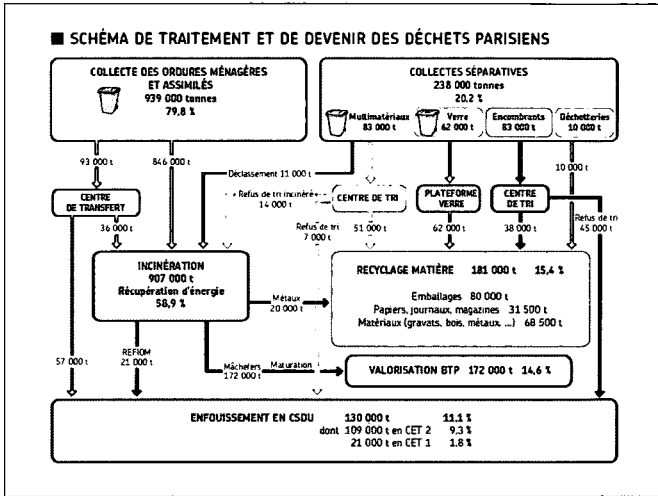 ■ SCHÉMA DE TRAITEMENT ET DE DEVENIR DES DÉCHETS PARISIENS
COLLECTE DES ORDURES MÉNAGÈRES
ET ASSIMILÉS
939 000 tonnes
79,8 %
COLLECTES SÉPARATIVES
238 000 tonnes
20,2 %
Multimatériaux
83 000 t
Verre
62 000 t
Encombrants
83 000 t
Déchetteries
10 000 t
93 000 t
846 000 t
Déclassement 11 000 t
10 000 t
CENTRE
DE TRANSFERT
Refus de tri incinéré
14 000 t
CENTRE DE TRI
PLATEFORME
VERRE
CENTRE
DE TRI
36 000 t
Refus de tri
7 000 t
51 000 t
62 000 t
38 000 t
Refus de tri
45 000 t
INCINÉRATION
907 000 t
Récupération d'énergie
58,9 %
Métaux
20 000 t
RECYCLAGE MATIÈRE 181 000 t 15,4 %
Emballages 80 000 t
Papiers, journaux, magazines 31 500 t
Matériaux (gravats, bois, métaux, ...) 68 500 t
57 000 t
REFIOM
21 000 t
Mâchefers
172 000 t
Maturation
VALORISATION BTP 172 000 t 14,6 %
ENFOUISSEMENT EN CSDU 130 000 t 11,1 %
dont 109 000 t en CET 2 9,3 %
21 000 t en CET 1 1,8 %